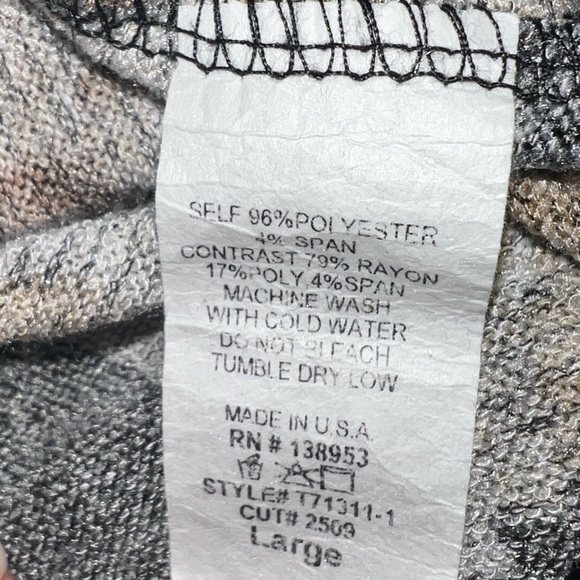 SELF 96%POLYESTER
4% SPAN
CONTRAST 79% RAYON
17%POLY,4%SPAN
MACHINE WASH
WITH COLD WATER
DO NOT BLEACH
TUMBLE DRY LOW
MADE IN U.S.A.
RN # 138953
STYLE# T71311-1
CUT# 2509
Large